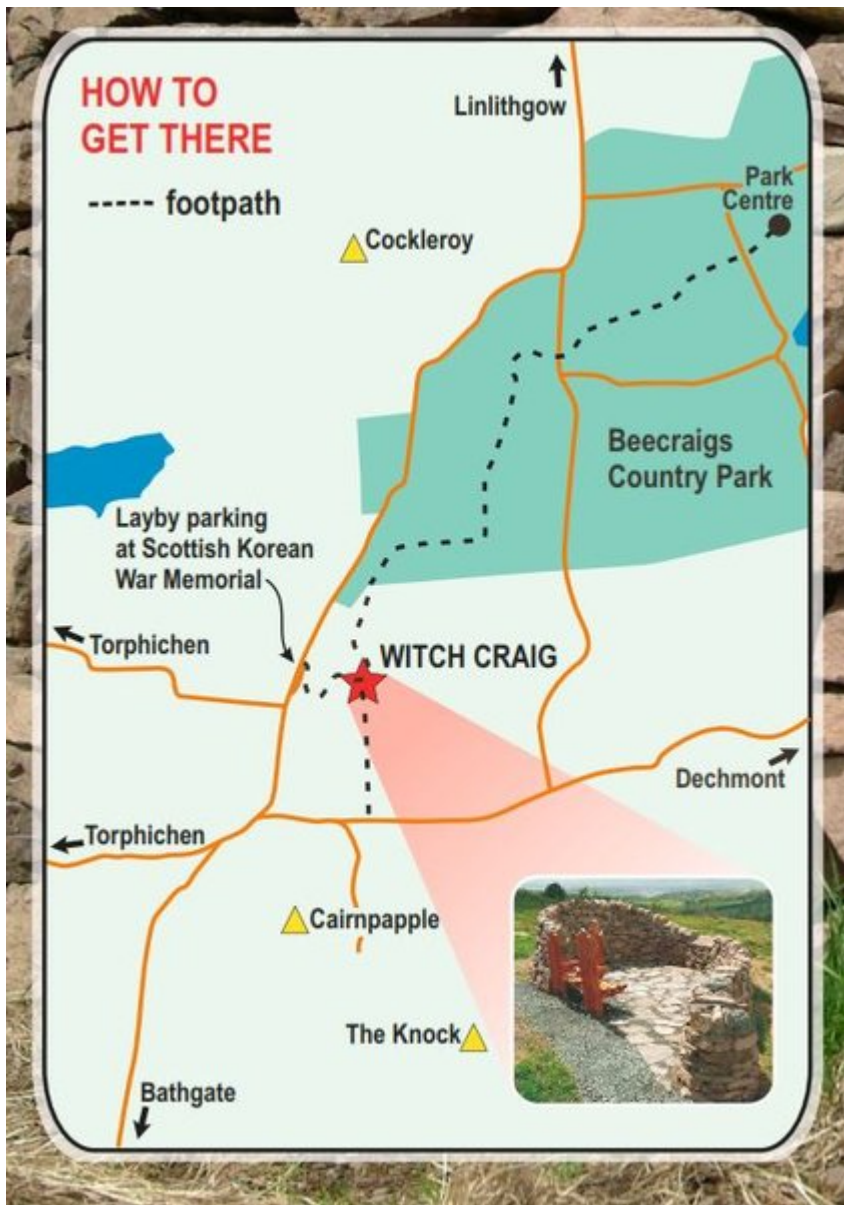 HOW TO
GET THERE
footpath
Linlithgow
Park
Centre
Cockleroy
Beecraigs
Country Park
Layby parking
at Scottish Korean
War Memorial
Torphichen
WITCH CRAIG
Dechmont
Torphichen
Cairnpapple
The Knock
Bathgate